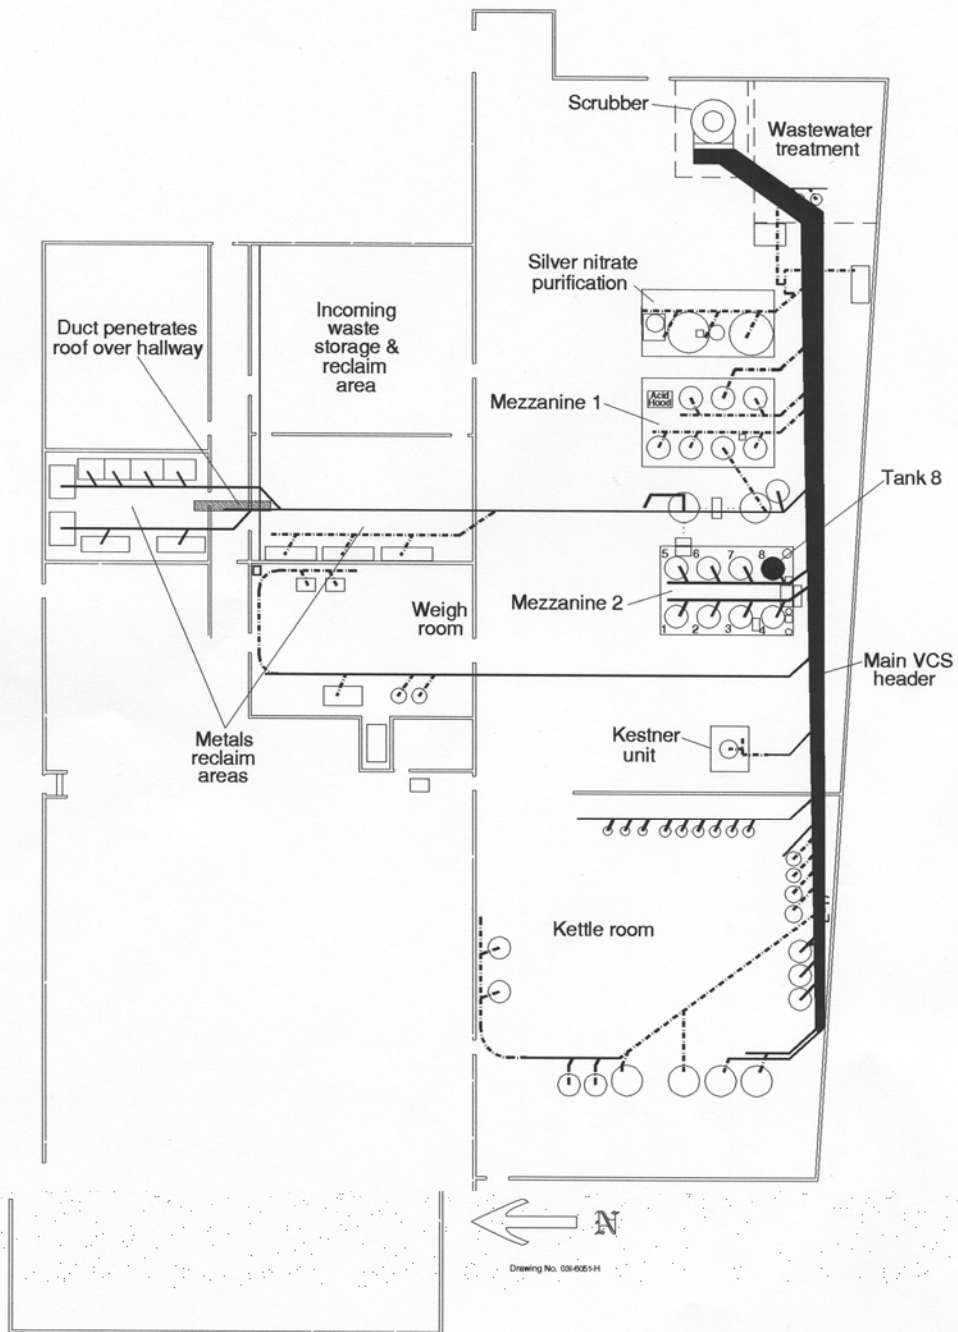 Scrubber
Wastewater
treatment
Silver nitrate
purification
Incoming
waste
storage &
reclaim
area
Duct penetrates
roof over hallway
Acid
Hood
Mezzanine 1
Tank 8
5 6 7 8
Mezzanine 2
1 2 3 4
Weigh
room
Main VCS
header
Metals
reclaim
areas
Kestner
unit
Kettle room
N
Drawing No. 03I-6051-H